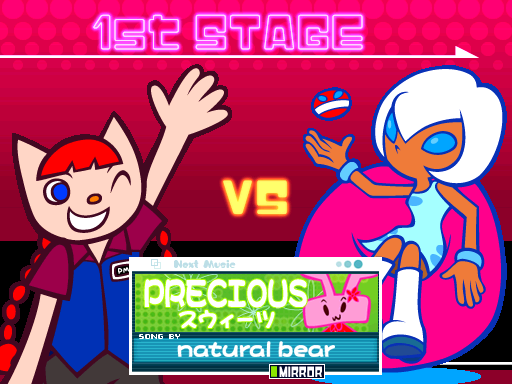 1st STAGE
VS
Next Music
PRECIOUS
スウィーツ
SONG BY
natural bear
MIRROR